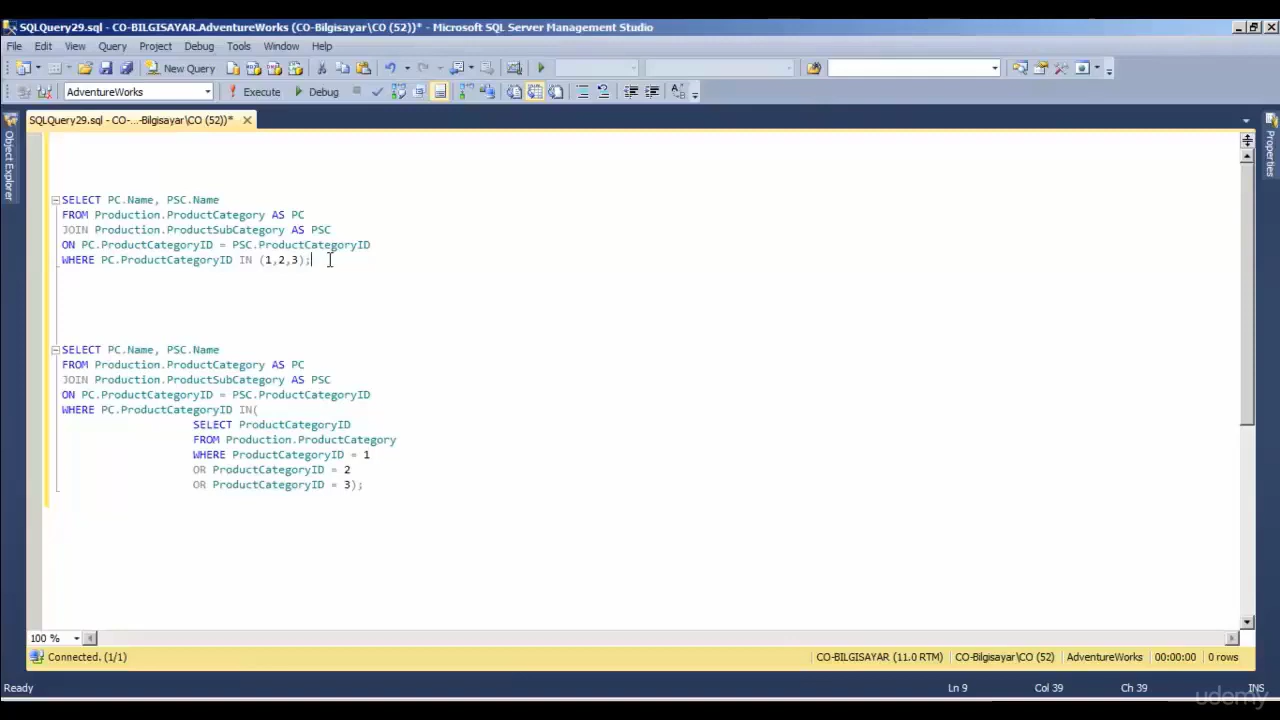 SQLQuery29.sql - CO-BILGISAYAR.AdventureWorks (CO-Bilgisayar\CO (52))* - Microsoft SQL Server Management Studio
File Edit View Query Project Debug Tools Window Help
New Query
AdventureWorks Execute Debug
SQLQuery29.sql - CO-...-Bilgisayar\CO (52))*
Object Explorer
Properties
SELECT PC.Name, PSC.Name
FROM Production.ProductCategory AS PC
JOIN Production.ProductSubCategory AS PSC
ON PC.ProductCategoryID = PSC.ProductCategoryID
WHERE PC.ProductCategoryID IN (1,2,3);
SELECT PC.Name, PSC.Name
FROM Production.ProductCategory AS PC
JOIN Production.ProductSubCategory AS PSC
ON PC.ProductCategoryID = PSC.ProductCategoryID
WHERE PC.ProductCategoryID IN(
SELECT ProductCategoryID
FROM Production.ProductCategory
WHERE ProductCategoryID = 1
OR ProductCategoryID = 2
OR ProductCategoryID = 3);
100 %
Connected. (1/1) CO-BILGISAYAR (11.0 RTM) CO-Bilgisayar\CO (52) AdventureWorks 00:00:00 0 rows
Ready Ln 9 Col 39 Ch 39 INS
udemy